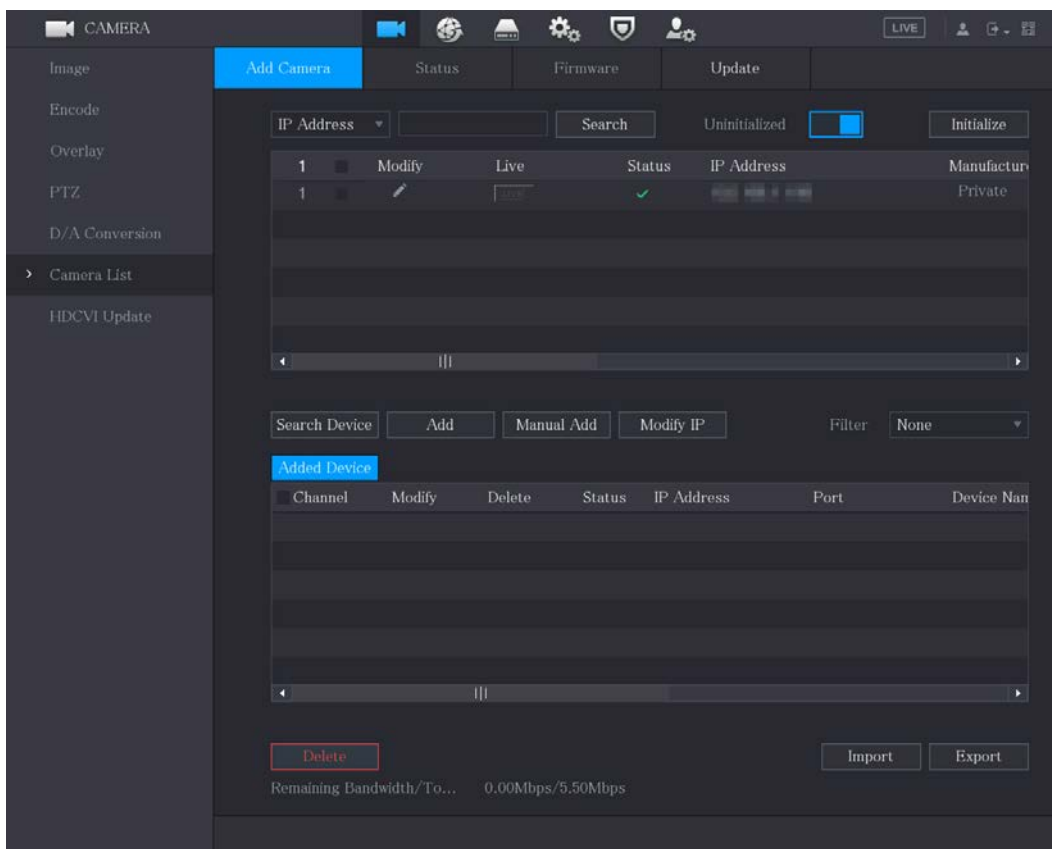 CAMERA LIVE
Image Add Camera Status Firmware Update
Encode
IP Address Search Uninitialized Initialize
Overlay
1 Modify Live Status IP Address Manufactur
PTZ
1 LIVE Private
D/A Conversion
Camera List
HDCVI Update
Search Device Add Manual Add Modify IP Filter None
Added Device
Channel Modify Delete Status IP Address Port Device Nam
Delete Import Export
Remaining Bandwidth/To... 0.00Mbps/5.50Mbps